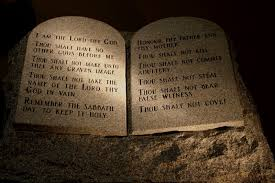 I AM THE LORD THY GOD
THOU SHALT HAVE NO
OTHER GODS BEFORE ME
THOU SHALT NOT MAKE UNTO
THEE ANY GRAVEN IMAGE
THOU SHALT NOT TAKE THE
NAME OF THE LORD THY
GOD IN VAIN
REMEMBER THE SABBATH
DAY, TO KEEP IT HOLY.
HONOUR THY FATHER AND
THY MOTHER
THOU SHALT NOT KILL
THOU SHALT NOT COMMIT
ADULTERY
THOU SHALT NOT STEAL
THOU SHALT NOT BEAR
FALSE WITNESS
THOU SHALT NOT COVET